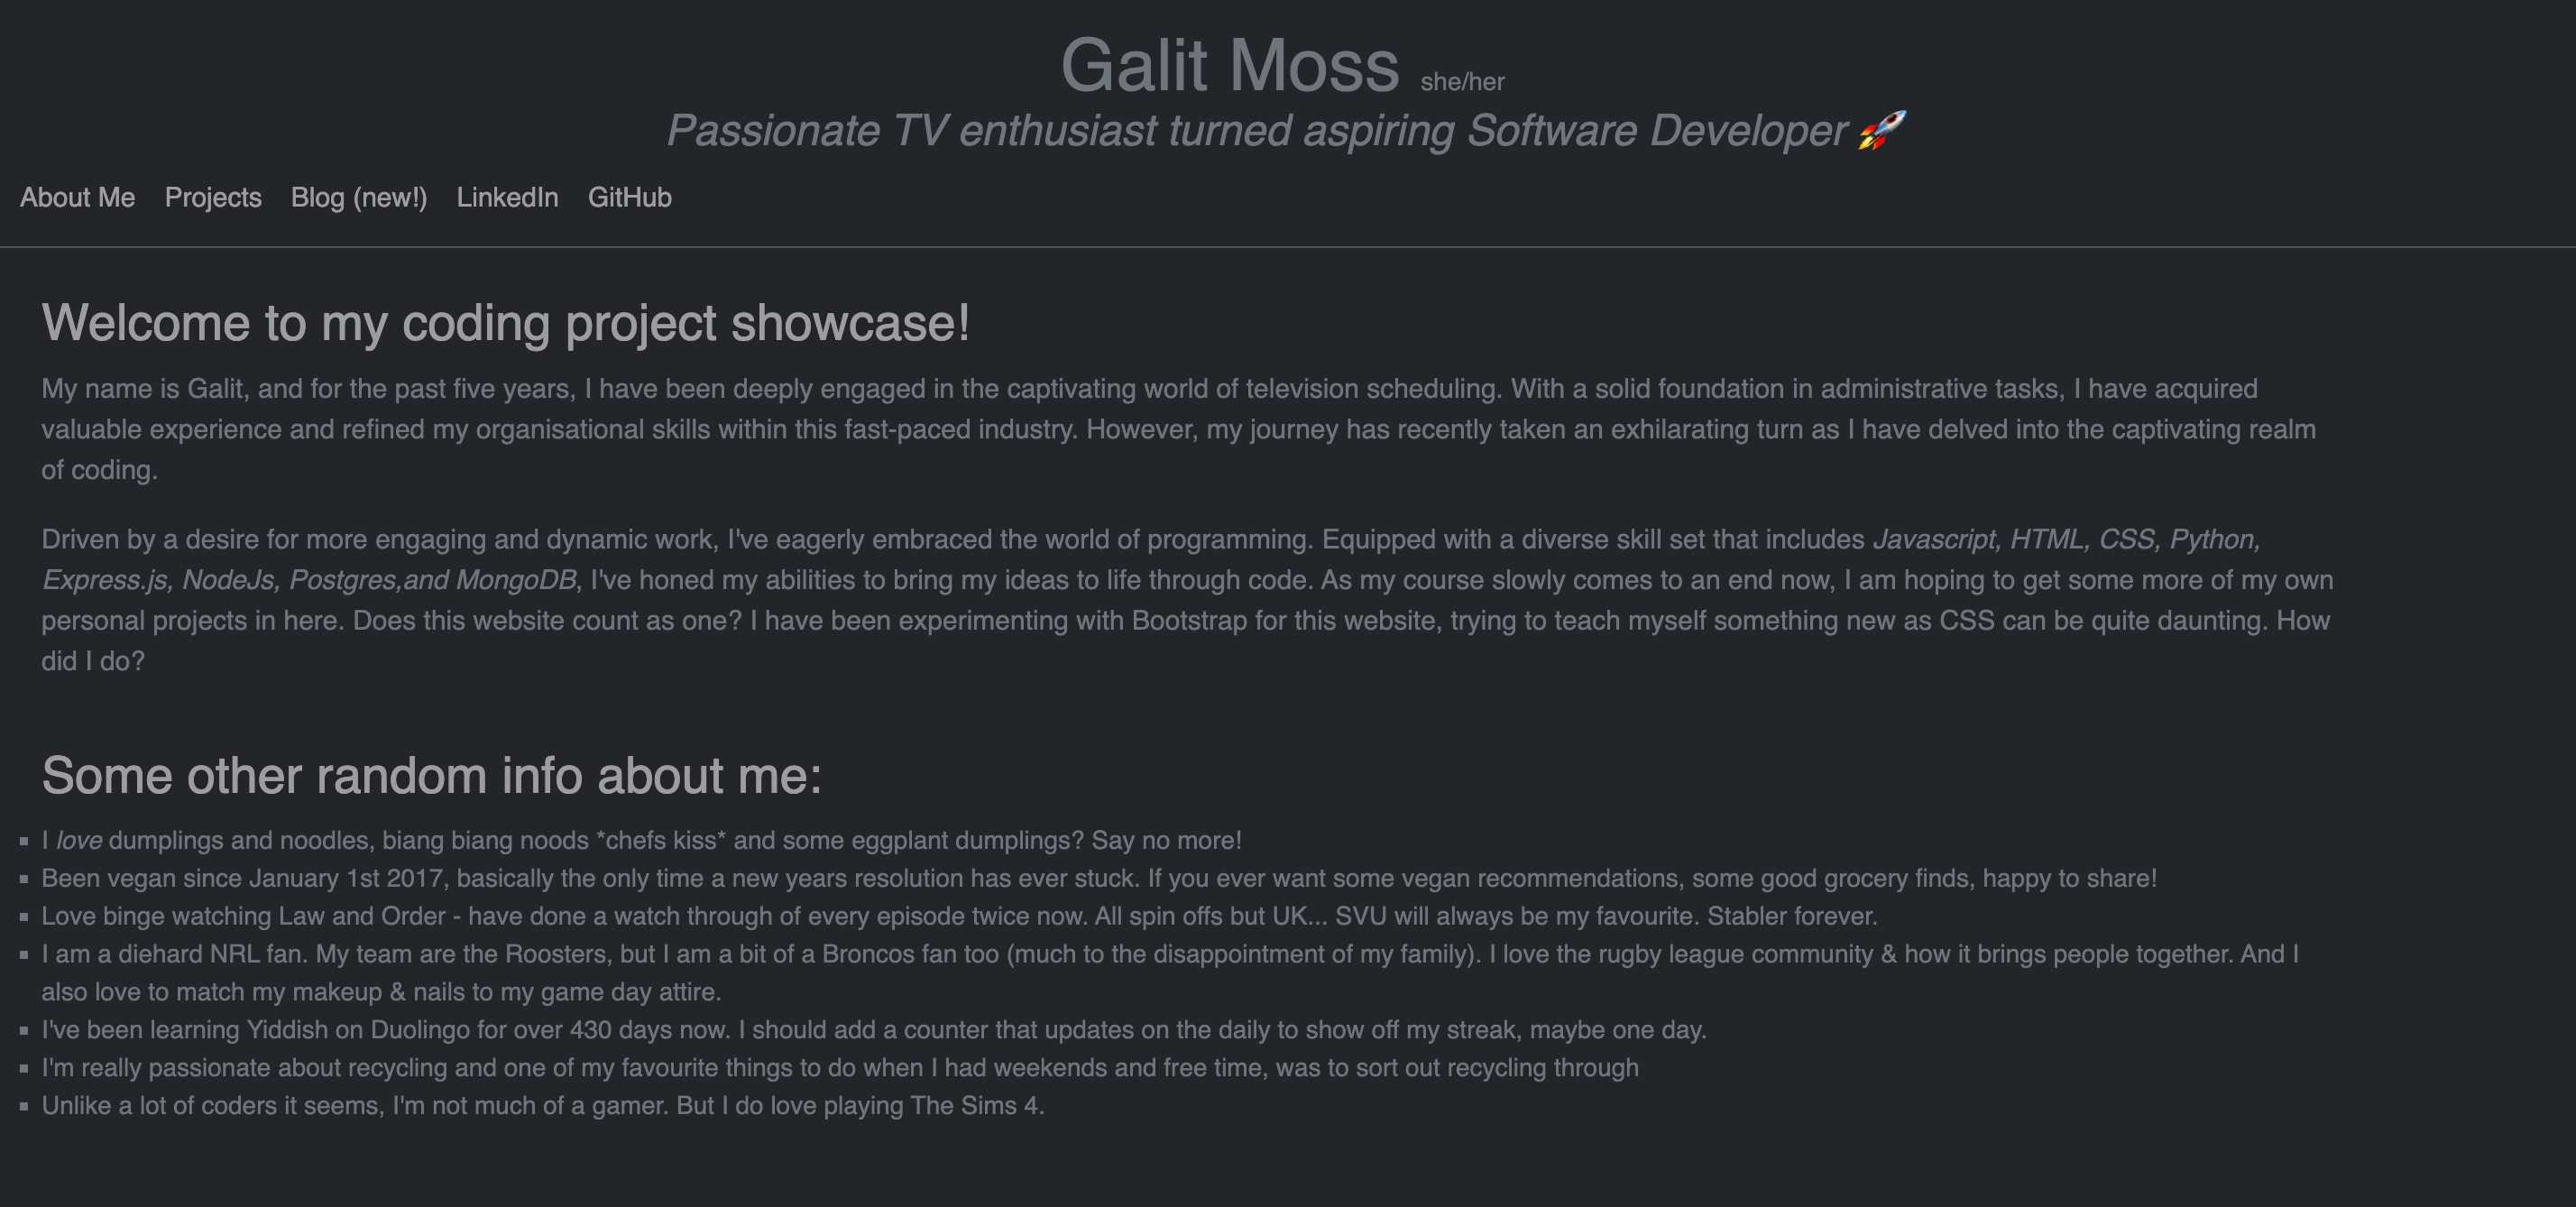 Galit Moss she/her
Passionate TV enthusiast turned aspiring Software Developer 🚀
About Me Projects Blog (new!) LinkedIn GitHub
Welcome to my coding project showcase!
My name is Galit, and for the past five years, I have been deeply engaged in the captivating world of television scheduling. With a solid foundation in administrative tasks, I have acquired
valuable experience and refined my organisational skills within this fast-paced industry. However, my journey has recently taken an exhilarating turn as I have delved into the captivating realm
of coding.
Driven by a desire for more engaging and dynamic work, I've eagerly embraced the world of programming. Equipped with a diverse skill set that includes Javascript, HTML, CSS, Python,
Express.js, NodeJs, Postgres,and MongoDB, I've honed my abilities to bring my ideas to life through code. As my course slowly comes to an end now, I am hoping to get some more of my own
personal projects in here. Does this website count as one? I have been experimenting with Bootstrap for this website, trying to teach myself something new as CSS can be quite daunting. How
did I do?
Some other random info about me:
▪ I love dumplings and noodles, biang biang noods *chefs kiss* and some eggplant dumplings? Say no more!
▪ Been vegan since January 1st 2017, basically the only time a new years resolution has ever stuck. If you ever want some vegan recommendations, some good grocery finds, happy to share!
▪ Love binge watching Law and Order - have done a watch through of every episode twice now. All spin offs but UK... SVU will always be my favourite. Stabler forever.
▪ I am a diehard NRL fan. My team are the Roosters, but I am a bit of a Broncos fan too (much to the disappointment of my family). I love the rugby league community & how it brings people together. And I
also love to match my makeup & nails to my game day attire.
▪ I've been learning Yiddish on Duolingo for over 430 days now. I should add a counter that updates on the daily to show off my streak, maybe one day.
▪ I'm really passionate about recycling and one of my favourite things to do when I had weekends and free time, was to sort out recycling through
▪ Unlike a lot of coders it seems, I'm not much of a gamer. But I do love playing The Sims 4.